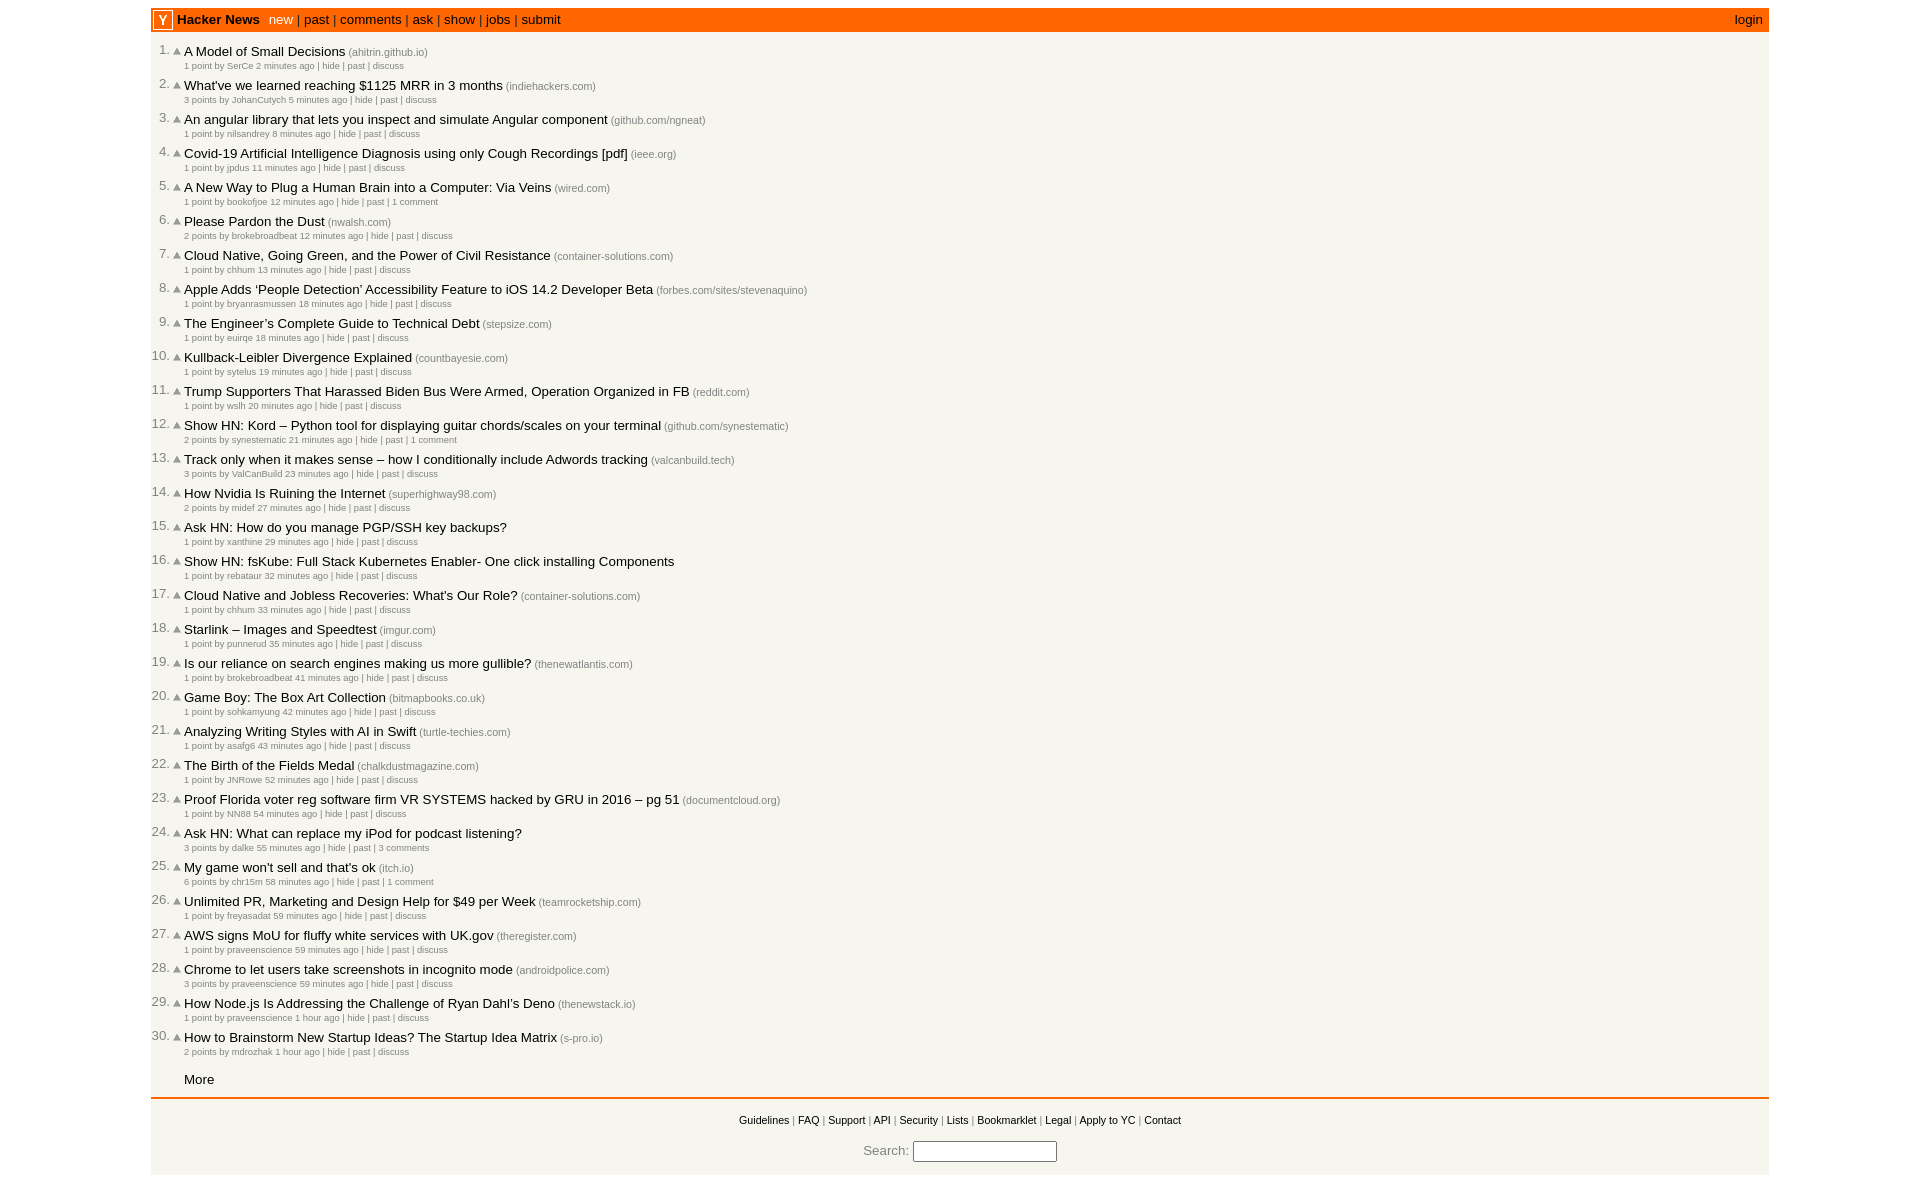 Y Hacker News new | past | comments | ask | show | jobs | submit login
1. A Model of Small Decisions (ahitrin.github.io)
1 point by SerCe 2 minutes ago | hide | past | discuss
2. What've we learned reaching $1125 MRR in 3 months (indiehackers.com)
3 points by JohanCutych 5 minutes ago | hide | past | discuss
3. An angular library that lets you inspect and simulate Angular component (github.com/ngneat)
1 point by nilsandrey 8 minutes ago | hide | past | discuss
4. Covid-19 Artificial Intelligence Diagnosis using only Cough Recordings [pdf] (ieee.org)
1 point by jpdus 11 minutes ago | hide | past | discuss
5. A New Way to Plug a Human Brain into a Computer: Via Veins (wired.com)
1 point by bookofjoe 12 minutes ago | hide | past | 1 comment
6. Please Pardon the Dust (nwalsh.com)
2 points by brokebroadbeat 12 minutes ago | hide | past | discuss
7. Cloud Native, Going Green, and the Power of Civil Resistance (container-solutions.com)
1 point by chhum 13 minutes ago | hide | past | discuss
8. Apple Adds ‘People Detection’ Accessibility Feature to iOS 14.2 Developer Beta (forbes.com/sites/stevenaquino)
1 point by bryanrasmussen 18 minutes ago | hide | past | discuss
9. The Engineer’s Complete Guide to Technical Debt (stepsize.com)
1 point by euirqe 18 minutes ago | hide | past | discuss
10. Kullback-Leibler Divergence Explained (countbayesie.com)
1 point by sytelus 19 minutes ago | hide | past | discuss
11. Trump Supporters That Harassed Biden Bus Were Armed, Operation Organized in FB (reddit.com)
1 point by wslh 20 minutes ago | hide | past | discuss
12. Show HN: Kord – Python tool for displaying guitar chords/scales on your terminal (github.com/synestematic)
2 points by synestematic 21 minutes ago | hide | past | 1 comment
13. Track only when it makes sense – how I conditionally include Adwords tracking (valcanbuild.tech)
3 points by ValCanBuild 23 minutes ago | hide | past | discuss
14. How Nvidia Is Ruining the Internet (superhighway98.com)
2 points by midef 27 minutes ago | hide | past | discuss
15. Ask HN: How do you manage PGP/SSH key backups?
1 point by xanthine 29 minutes ago | hide | past | discuss
16. Show HN: fsKube: Full Stack Kubernetes Enabler- One click installing Components
1 point by rebataur 32 minutes ago | hide | past | discuss
17. Cloud Native and Jobless Recoveries: What's Our Role? (container-solutions.com)
1 point by chhum 33 minutes ago | hide | past | discuss
18. Starlink – Images and Speedtest (imgur.com)
1 point by punnerud 35 minutes ago | hide | past | discuss
19. Is our reliance on search engines making us more gullible? (thenewatlantis.com)
1 point by brokebroadbeat 41 minutes ago | hide | past | discuss
20. Game Boy: The Box Art Collection (bitmapbooks.co.uk)
1 point by sohkamyung 42 minutes ago | hide | past | discuss
21. Analyzing Writing Styles with AI in Swift (turtle-techies.com)
1 point by asafg6 43 minutes ago | hide | past | discuss
22. The Birth of the Fields Medal (chalkdustmagazine.com)
1 point by JNRowe 52 minutes ago | hide | past | discuss
23. Proof Florida voter reg software firm VR SYSTEMS hacked by GRU in 2016 – pg 51 (documentcloud.org)
1 point by NN88 54 minutes ago | hide | past | discuss
24. Ask HN: What can replace my iPod for podcast listening?
3 points by dalke 55 minutes ago | hide | past | 3 comments
25. My game won't sell and that's ok (itch.io)
6 points by chr15m 58 minutes ago | hide | past | 1 comment
26. Unlimited PR, Marketing and Design Help for $49 per Week (teamrocketship.com)
1 point by freyasadat 59 minutes ago | hide | past | discuss
27. AWS signs MoU for fluffy white services with UK.gov (theregister.com)
1 point by praveenscience 59 minutes ago | hide | past | discuss
28. Chrome to let users take screenshots in incognito mode (androidpolice.com)
3 points by praveenscience 59 minutes ago | hide | past | discuss
29. How Node.js Is Addressing the Challenge of Ryan Dahl’s Deno (thenewstack.io)
1 point by praveenscience 1 hour ago | hide | past | discuss
30. How to Brainstorm New Startup Ideas? The Startup Idea Matrix (s-pro.io)
2 points by mdrozhak 1 hour ago | hide | past | discuss
More
Guidelines | FAQ | Support | API | Security | Lists | Bookmarklet | Legal | Apply to YC | Contact
Search: